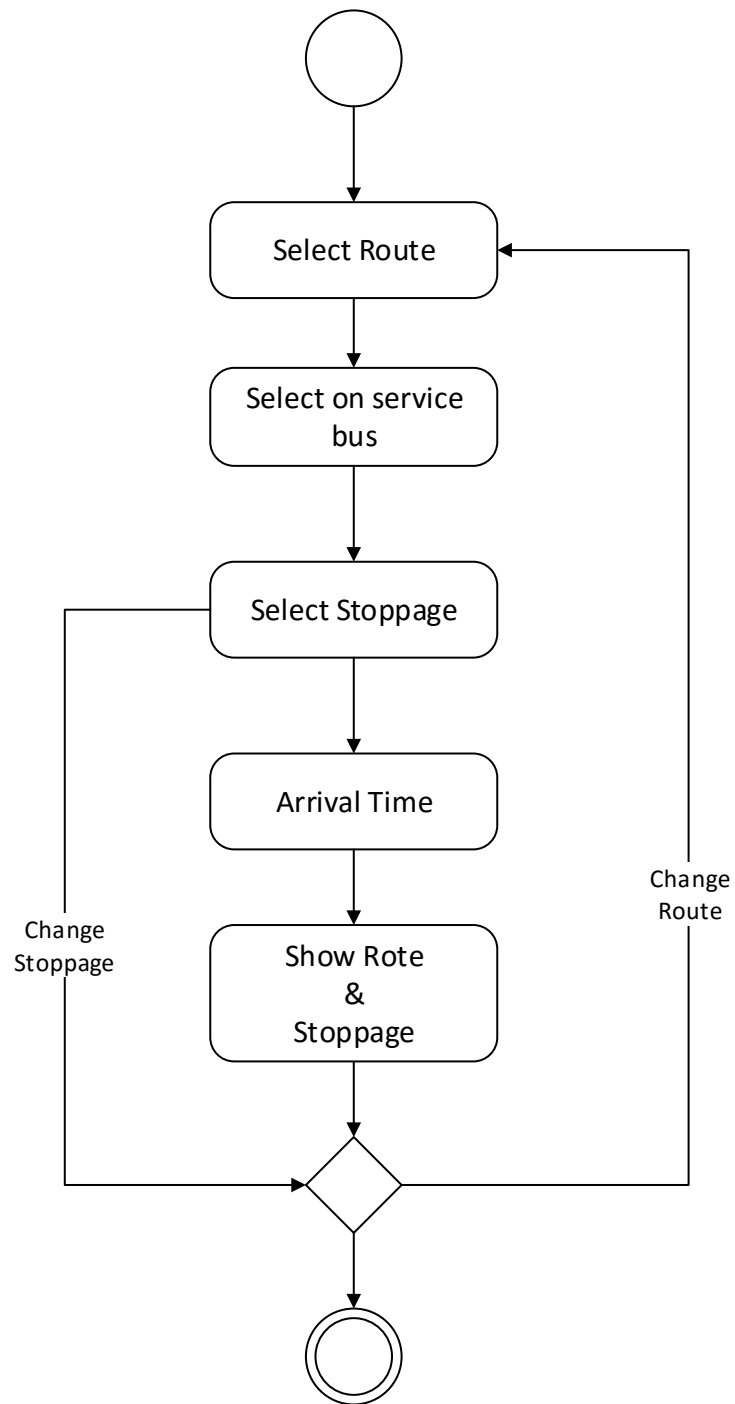 Select Route
Select on service
bus
Select Stoppage
Arrival Time
Change
Route
Change
Stoppage
Show Rote
&
Stoppage